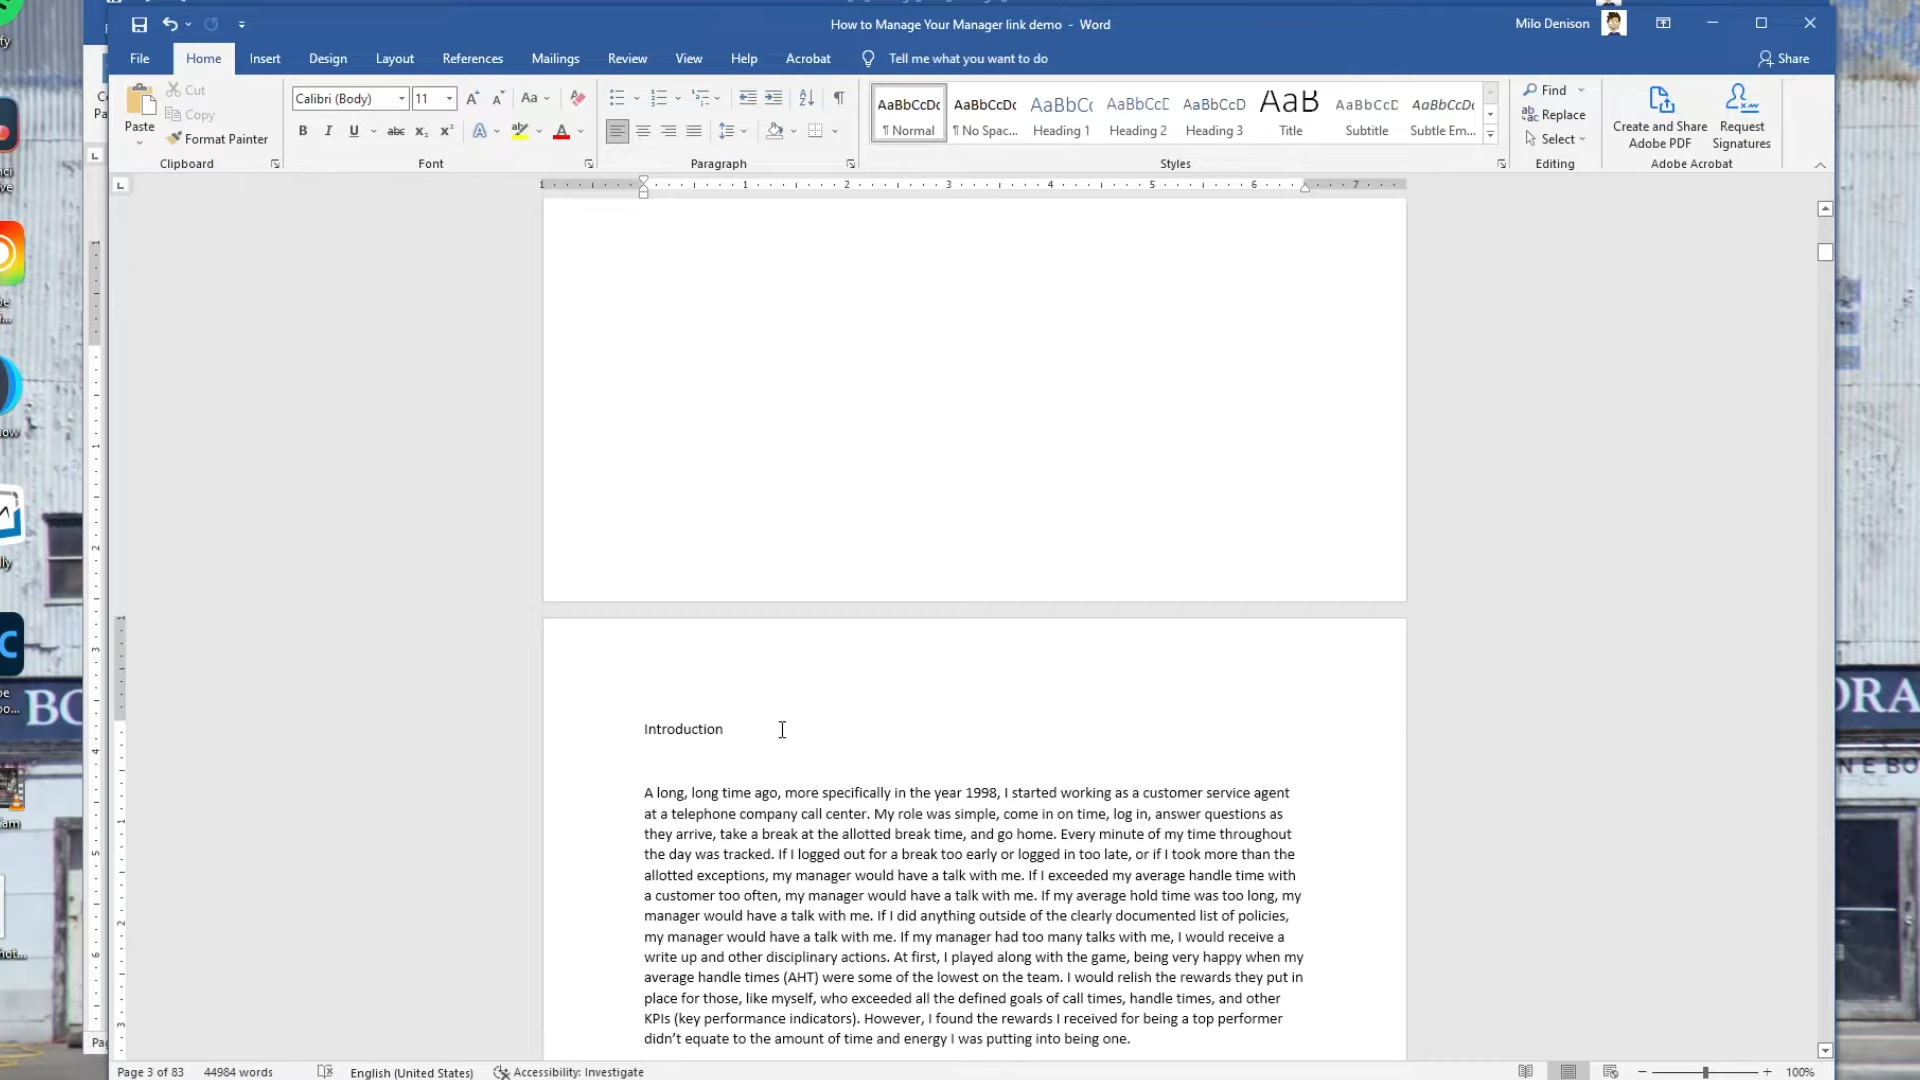 How to Manage Your Manager link demo - Word
Milo Denison
File Home Insert Design Layout References Mailings Review View Help Acrobat Tell me what you want to do Share
Paste
Cut
Copy
Format Painter
Clipboard
Calibri (Body) 11
Font
Paragraph
AaBbCcDc AaBbCcDc AaBbCc AaBbCcD AaBbCcD AaB AaBbCcD AaBbCcDc
¶ Normal ¶ No Spac... Heading 1 Heading 2 Heading 3 Title Subtitle Subtle Em...
Styles
Find
Replace
Select
Editing
Create and Share Adobe PDF
Request Signatures
Adobe Acrobat
1 1 2 3 4 5 6 7
Introduction
A long, long time ago, more specifically in the year 1998, I started working as a customer service agent
at a telephone company call center. My role was simple, come in on time, log in, answer questions as
they arrive, take a break at the allotted break time, and go home. Every minute of my time throughout
the day was tracked. If I logged out for a break too early or logged in too late, or if I took more than the
allotted exceptions, my manager would have a talk with me. If I exceeded my average handle time with
a customer too often, my manager would have a talk with me. If my average hold time was too long, my
manager would have a talk with me. If I did anything outside of the clearly documented list of policies,
my manager would have a talk with me. If my manager had too many talks with me, I would receive a
write up and other disciplinary actions. At first, I played along with the game, being very happy when my
average handle times (AHT) were some of the lowest on the team. I would relish the rewards they put in
place for those, like myself, who exceeded all the defined goals of call times, handle times, and other
KPIs (key performance indicators). However, I found the rewards I received for being a top performer
didn’t equate to the amount of time and energy I was putting into being one.
Page 3 of 83 44984 words English (United States) Accessibility: Investigate 100%